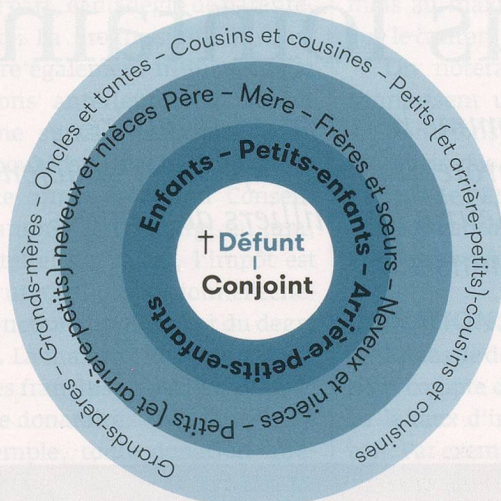 † Défunt
Conjoint
Enfants – Petits-enfants – Arrière-petits-enfants
Père – Mère – Frères et sœurs – Neveux et nièces – Petits (et arrière-petits)-neveux et nièces
Grands-pères – Grands-mères – Oncles et tantes – Cousins et cousines – Petits (et arrière-petits)-cousins et cousines